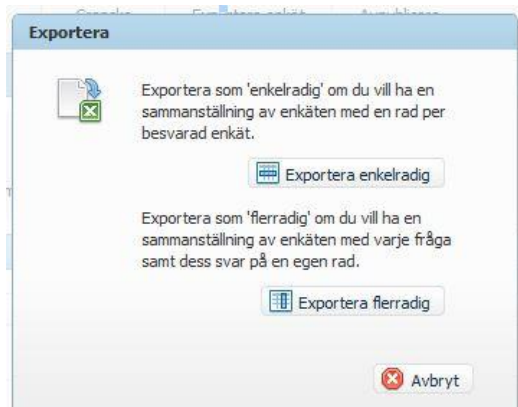 Exportera
Exportera som 'enkelradig' om du vill ha en
sammanställning av enkäten med en rad per
besvarad enkät.
Exportera enkelradig
Exportera som 'flerradig' om du vill ha en
sammanställning av enkäten med varje fråga
samt dess svar på en egen rad.
Exportera flerradig
Avbryt